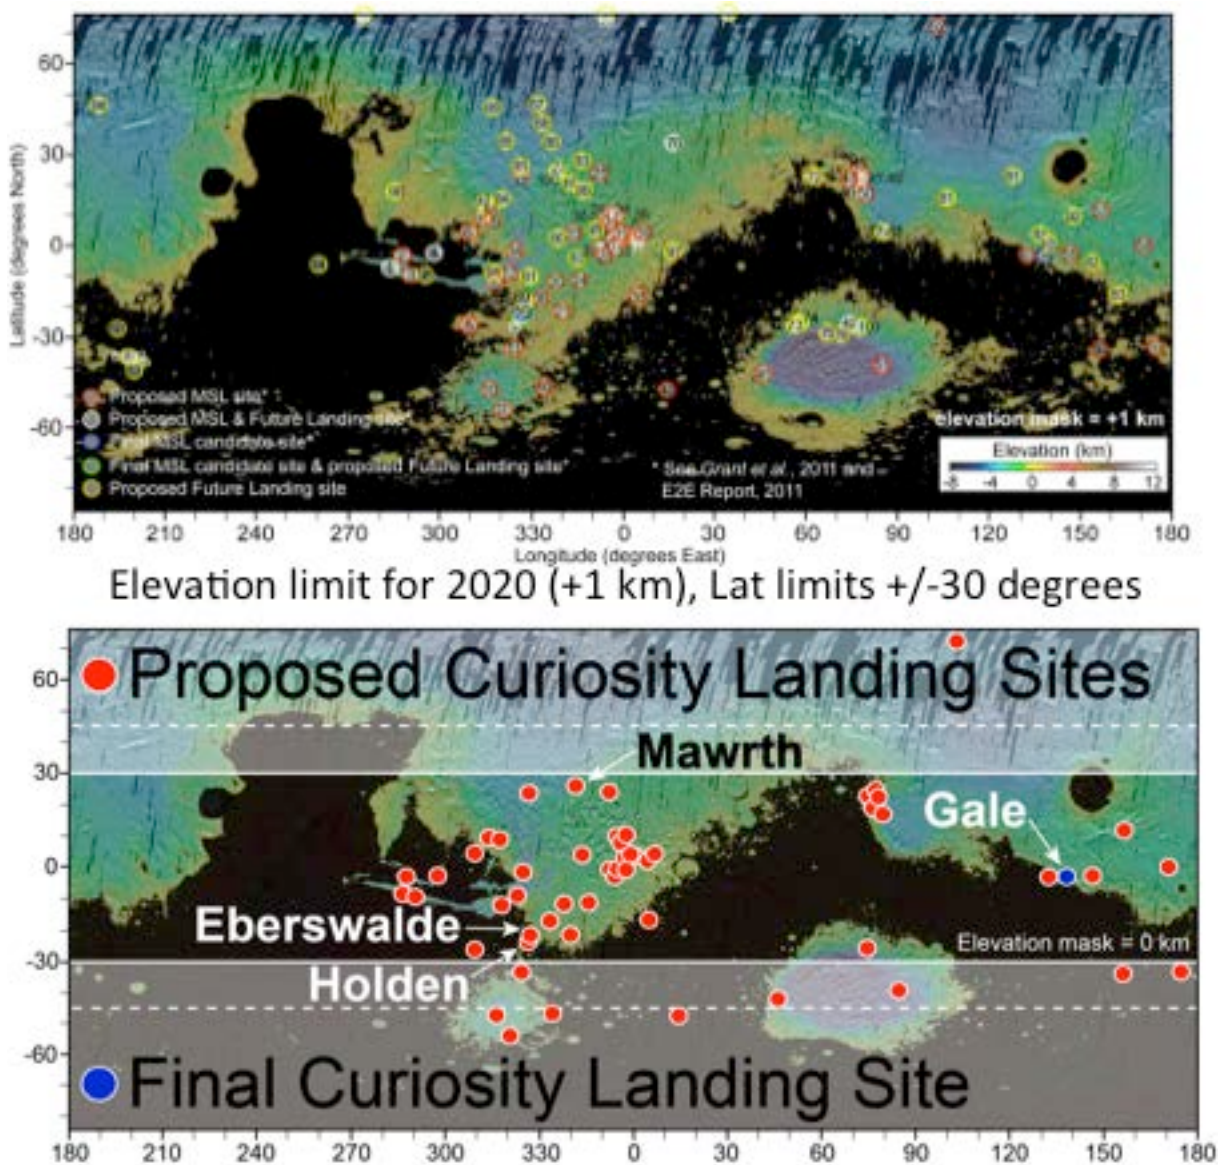 60
30
0
-30
-60
Latitude (degrees North)
Proposed MSL site*
Proposed MSL & Future Landing site*
Final MSL candidate site*
Final MSL candidate site & proposed Future Landing site*
Proposed Future Landing site
* See Grant et al., 2011 and
E2E Report, 2011
elevation mask = +1 km
Elevation (km)
-8 -4 0 4 8 12
180 210 240 270 300 330 0 30 60 90 120 150 180
Longitude (degrees East)
Elevation limit for 2020 (+1 km), Lat limits +/-30 degrees
Proposed Curiosity Landing Sites
60
Mawrth
30
Gale
0
Eberswalde
Elevation mask = 0 km
-30
Holden
-60
Final Curiosity Landing Site
180 210 240 270 300 330 0 30 60 90 120 150 180